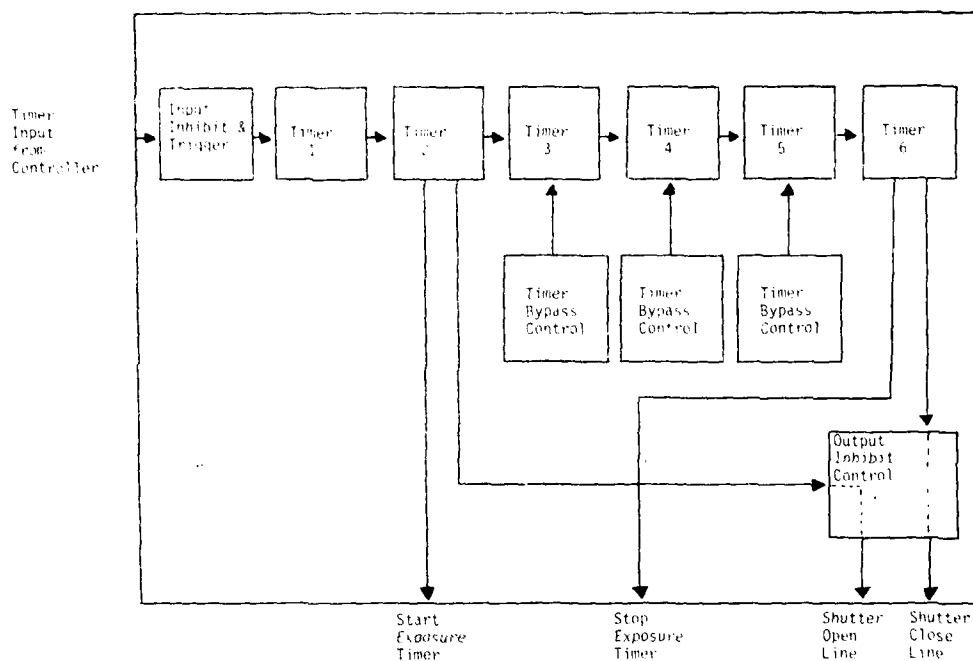 Timer
Input
from
Controller
Input
Inhibit &
Trigger
Timer
1
Timer
2
Timer
3
Timer
4
Timer
5
Timer
6
Timer
Bypass
Control
Timer
Bypass
Control
Timer
Bypass
Control
Output
Inhibit
Control
Start
Exposure
Timer
Stop
Exposure
Timer
Shutter
Open
Line
Shutter
Close
Line